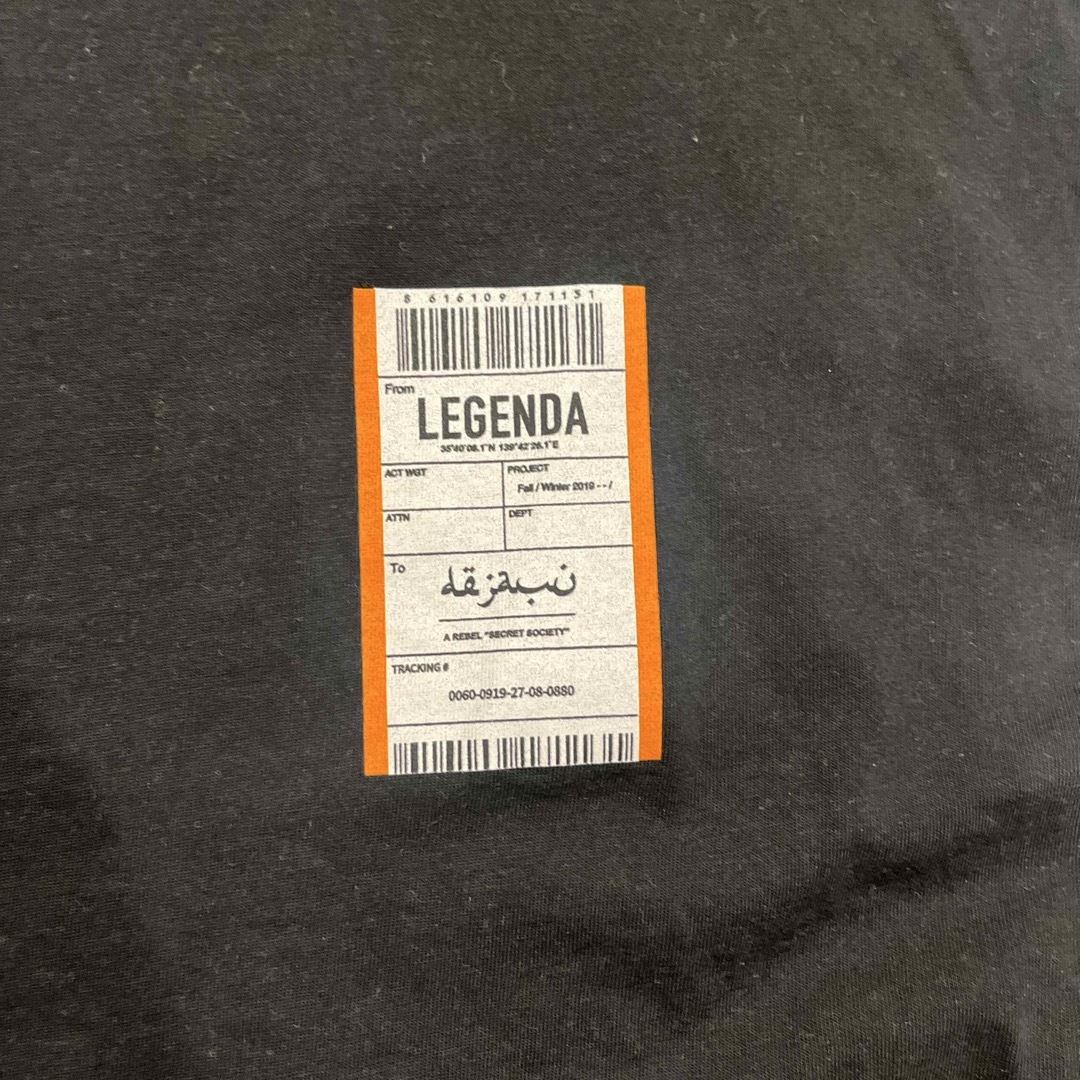 8 616109 171131
From
LEGENDA
35°40'08.1"N 139°42'26.1"E
ACT WGT
PROJECT
Fall / Winter 2019 - - /
ATTN
DEPT
To
A REBEL "SECRET SOCIETY"
TRACKING #
0060-0919-27-08-0880